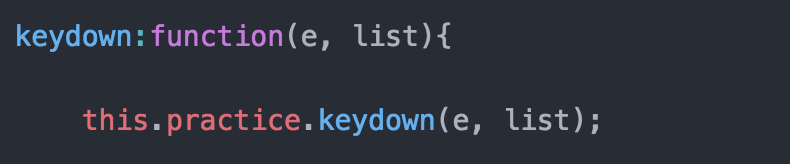 keydown:function(e, list){
this.practice.keydown(e, list);